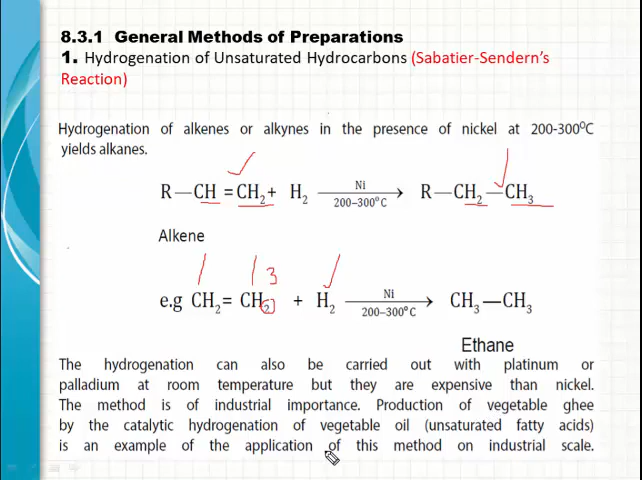 8.3.1 General Methods of Preparations
1. Hydrogenation of Unsaturated Hydrocarbons (Sabatier-Sendern's
Reaction)
Hydrogenation of alkenes or alkynes in the presence of nickel at 200-300⁰C
yields alkanes.
R—CH =CH₂+ H₂ Ni 200–300°C → R—CH₂—CH₃
Alkene
3
e.g CH₂= CH₂ + H₂ Ni 200–300°C → CH₃—CH₃
Ethane
The hydrogenation can also be carried out with platinum or
palladium at room temperature but they are expensive than nickel.
The method is of industrial importance. Production of vegetable ghee
by the catalytic hydrogenation of vegetable oil (unsaturated fatty acids)
is an example of the application of this method on industrial scale.